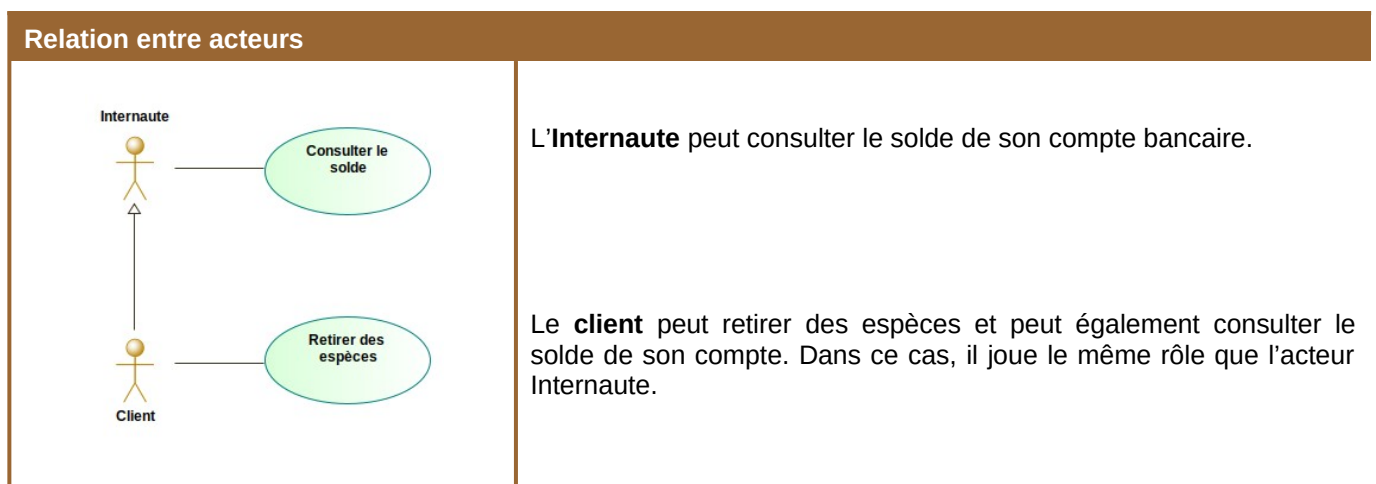 Relation entre acteurs
Internaute
Consulter le
solde
L’Internaute peut consulter le solde de son compte bancaire.
Retirer des
espèces
Client
Le client peut retirer des espèces et peut également consulter le
solde de son compte. Dans ce cas, il joue le même rôle que l’acteur
Internaute.